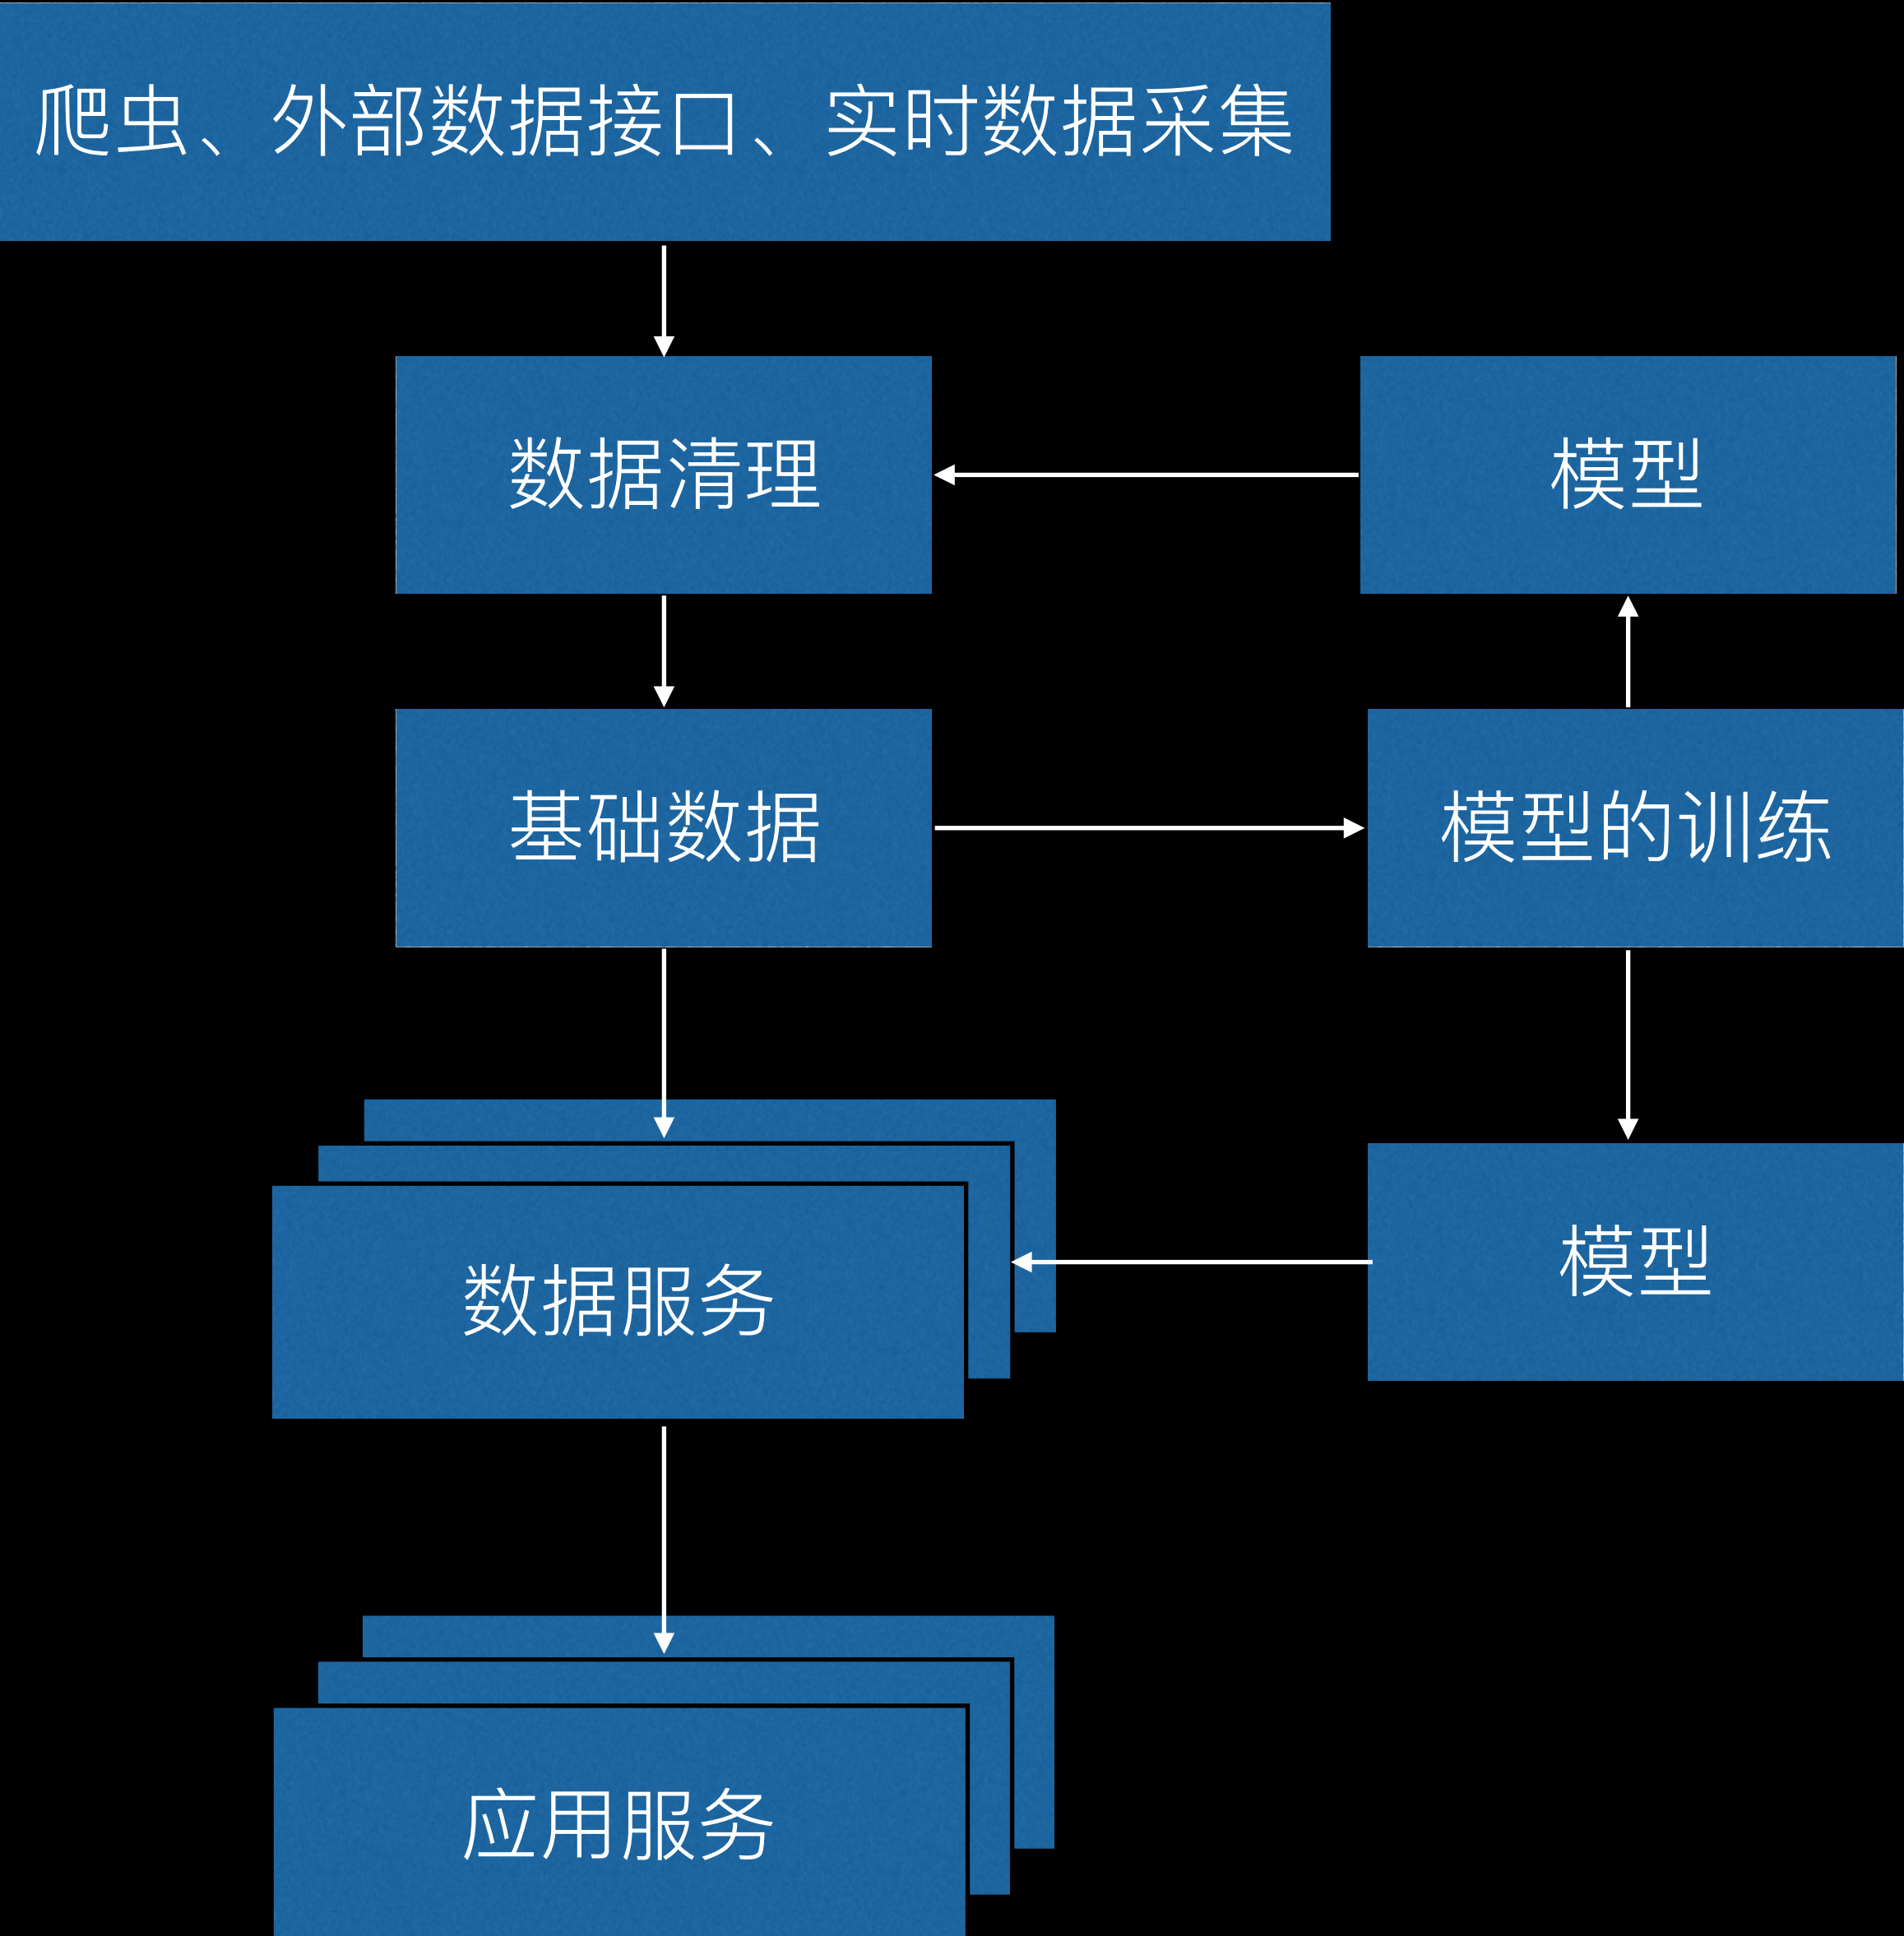 爬虫、外部数据接口、实时数据采集
数据清理
模型
基础数据
模型的训练
数据服务
模型
应用服务